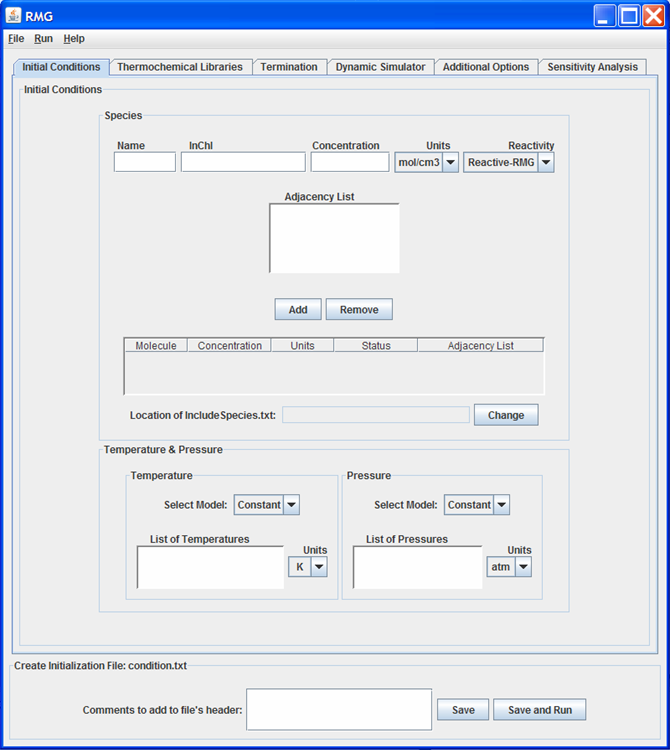 RMG
File Run Help
Initial Conditions Thermochemical Libraries Termination Dynamic Simulator Additional Options Sensitivity Analysis
Initial Conditions
Species
Name InChI Concentration Units Reactivity
mol/cm3 Reactive-RMG
Adjacency List
Add Remove
Molecule Concentration Units Status Adjacency List
Location of IncludeSpecies.txt: Change
Temperature & Pressure
Temperature Pressure
Select Model: Constant Select Model: Constant
List of Temperatures List of Pressures
Units Units
K atm
Create Initialization File: condition.txt
Comments to add to file's header: Save Save and Run